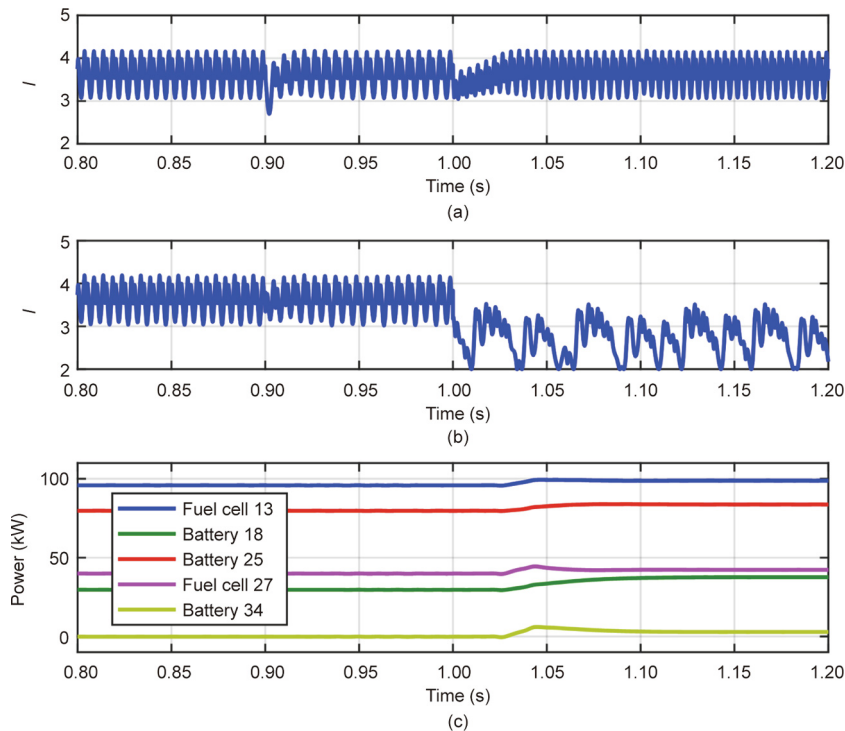 5
4
3
2
I
0.80 0.85 0.90 0.95 1.00 1.05 1.10 1.15 1.20
Time (s)
(a)
5
4
3
2
I
0.80 0.85 0.90 0.95 1.00 1.05 1.10 1.15 1.20
Time (s)
(b)
100
50
0
Power (kW)
Fuel cell 13
Battery 18
Battery 25
Fuel cell 27
Battery 34
0.80 0.85 0.90 0.95 1.00 1.05 1.10 1.15 1.20
Time (s)
(c)